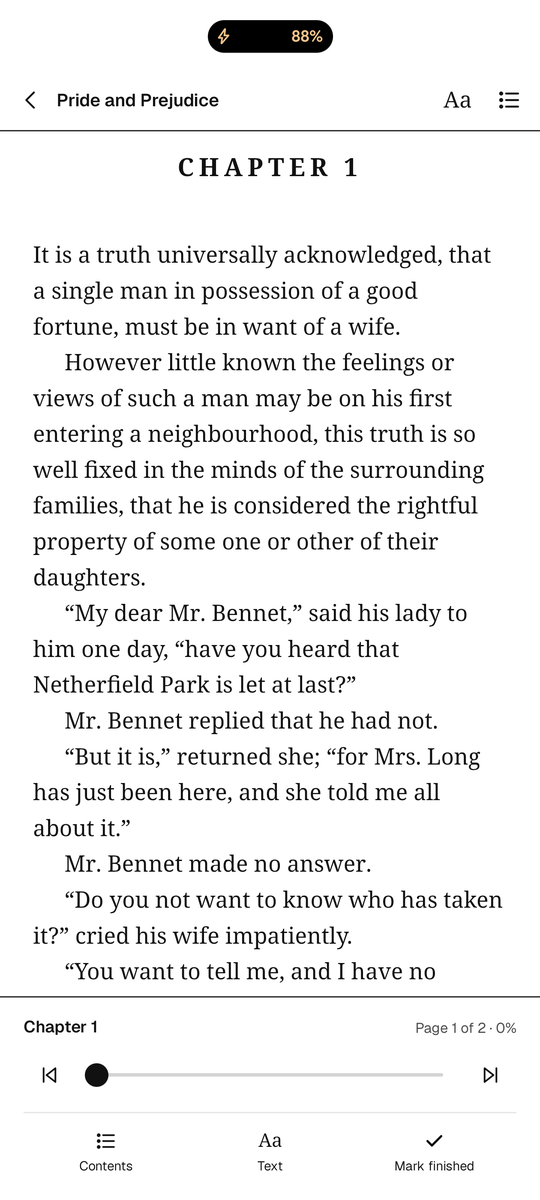 88%
Pride and Prejudice
Aa
CHAPTER 1
It is a truth universally acknowledged, that
a single man in possession of a good
fortune, must be in want of a wife.
However little known the feelings or
views of such a man may be on his first
entering a neighbourhood, this truth is so
well fixed in the minds of the surrounding
families, that he is considered the rightful
property of some one or other of their
daughters.
“My dear Mr. Bennet,” said his lady to
him one day, “have you heard that
Netherfield Park is let at last?”
Mr. Bennet replied that he had not.
“But it is,” returned she; “for Mrs. Long
has just been here, and she told me all
about it.”
Mr. Bennet made no answer.
“Do you not want to know who has taken
it?” cried his wife impatiently.
“You want to tell me, and I have no
Chapter 1
Page 1 of 2 · 0%
Contents
Aa
Text
Mark finished